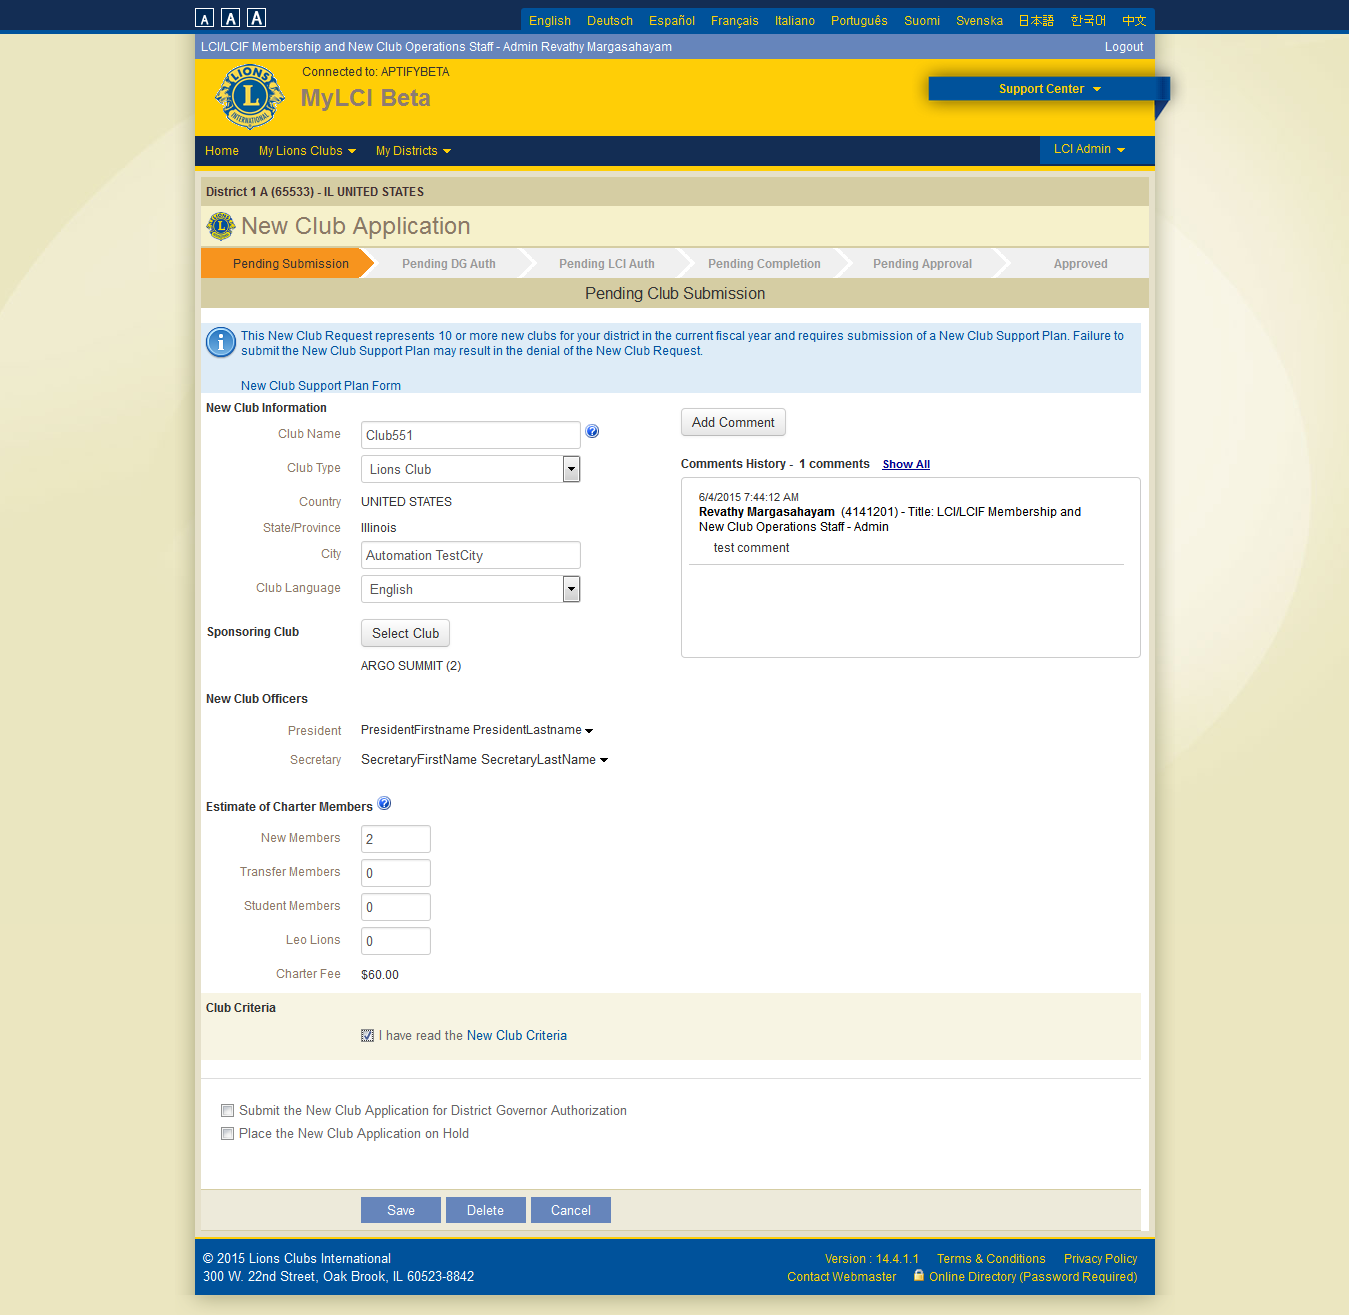 A A A
English Deutsch Español Français Italiano Português Suomi Svenska 日本語 한국어 中文
LCI/LCIF Membership and New Club Operations Staff - Admin Revathy Margasahayam Logout
LIONS
L
INTERNATIONAL
Connected to: APTIFYBETA
MyLCI Beta
Support Center
Home My Lions Clubs My Districts LCI Admin
District 1 A (65533) - IL UNITED STATES
New Club Application
Pending Submission Pending DG Auth Pending LCI Auth Pending Completion Pending Approval Approved
Pending Club Submission
This New Club Request represents 10 or more new clubs for your district in the current fiscal year and requires submission of a New Club Support Plan. Failure to
submit the New Club Support Plan may result in the denial of the New Club Request.
New Club Support Plan Form
New Club Information
Club Name Club551
Club Type Lions Club
Country UNITED STATES
State/Province Illinois
City Automation TestCity
Club Language English
Sponsoring Club Select Club
ARGO SUMMIT (2)
New Club Officers
President PresidentFirstname PresidentLastname
Secretary SecretaryFirstName SecretaryLastName
Estimate of Charter Members
New Members 2
Transfer Members 0
Student Members 0
Leo Lions 0
Charter Fee $60.00
Add Comment
Comments History - 1 comments Show All
6/4/2015 7:44:12 AM
Revathy Margasahayam (4141201) - Title: LCI/LCIF Membership and
New Club Operations Staff - Admin
test comment
Club Criteria
I have read the New Club Criteria
Submit the New Club Application for District Governor Authorization
Place the New Club Application on Hold
Save Delete Cancel
© 2015 Lions Clubs International
300 W. 22nd Street, Oak Brook, IL 60523-8842
Version : 14.4.1.1 Terms & Conditions Privacy Policy
Contact Webmaster Online Directory (Password Required)